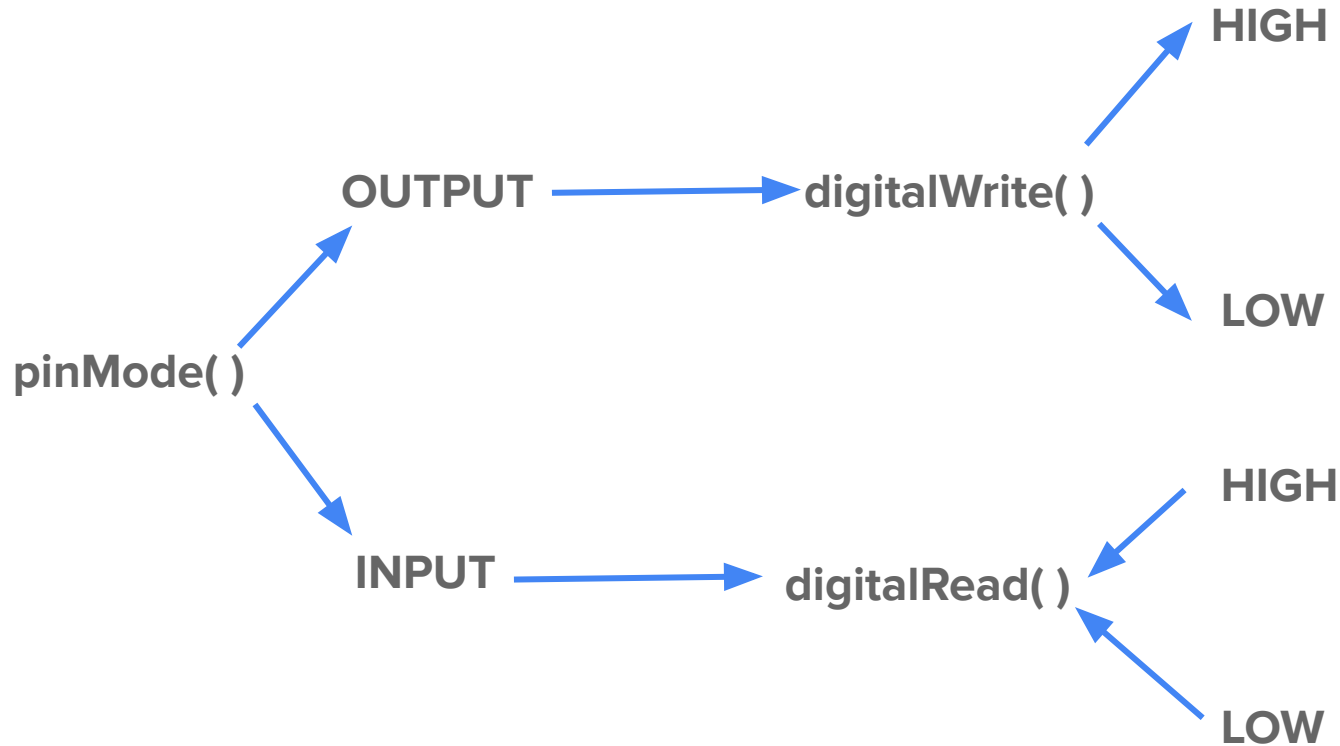 HIGH
OUTPUT
digitalWrite( )
LOW
pinMode( )
HIGH
INPUT
digitalRead( )
LOW